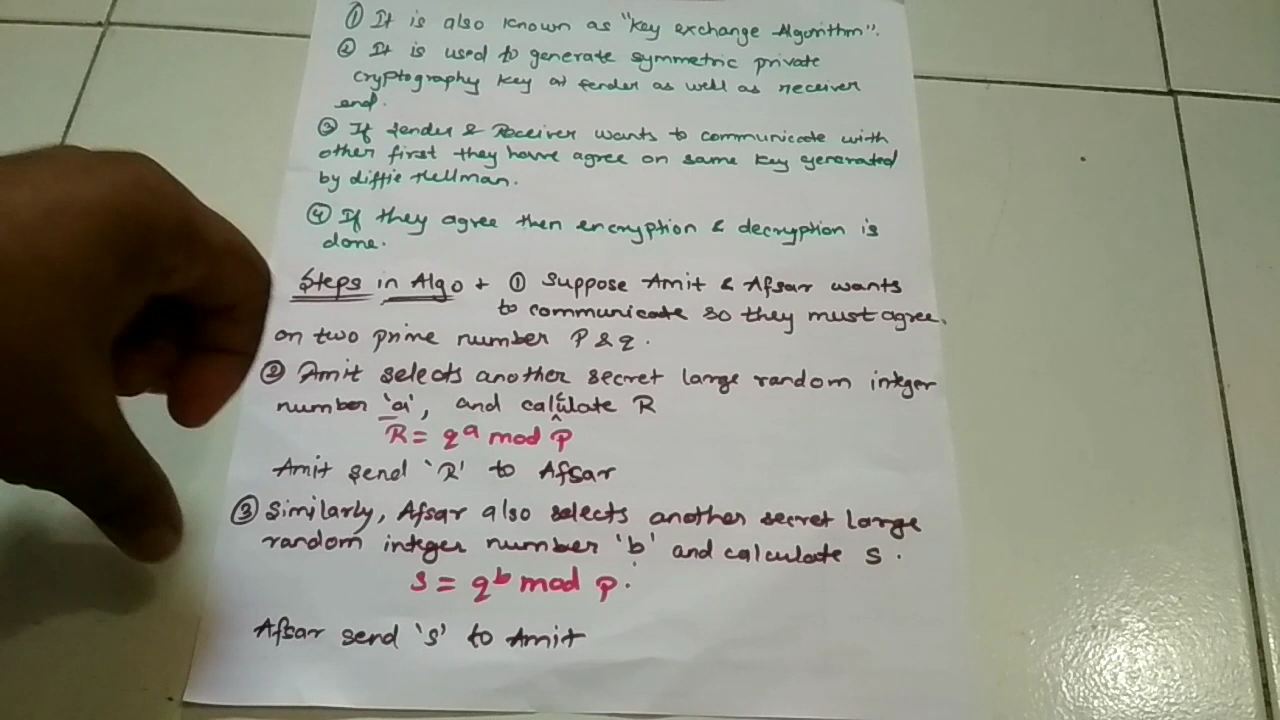 ① It is also known as "Key exchange Algorithm".
② It is used to generate symmetric private
cryptography key at sender as well as receiver
end.
③ If sender & Receiver wants to communicate with
other first they have agree on same key generated
by diffie Hellman.
④ If they agree then encryption & decryption is
done.
Steps in Algo + ① Suppose Amit & Afsar wants
to communicate so they must agree.
on two prime number P & q.
② Amit selects another secret large random integer
number 'a', and calculate R
R = q^a mod p
Amit send 'R' to Afsar
③ Similarly, Afsar also selects another secret large
random integer number 'b' and calculate S.
S = q^b mod p.
Afsar send 'S' to Amit